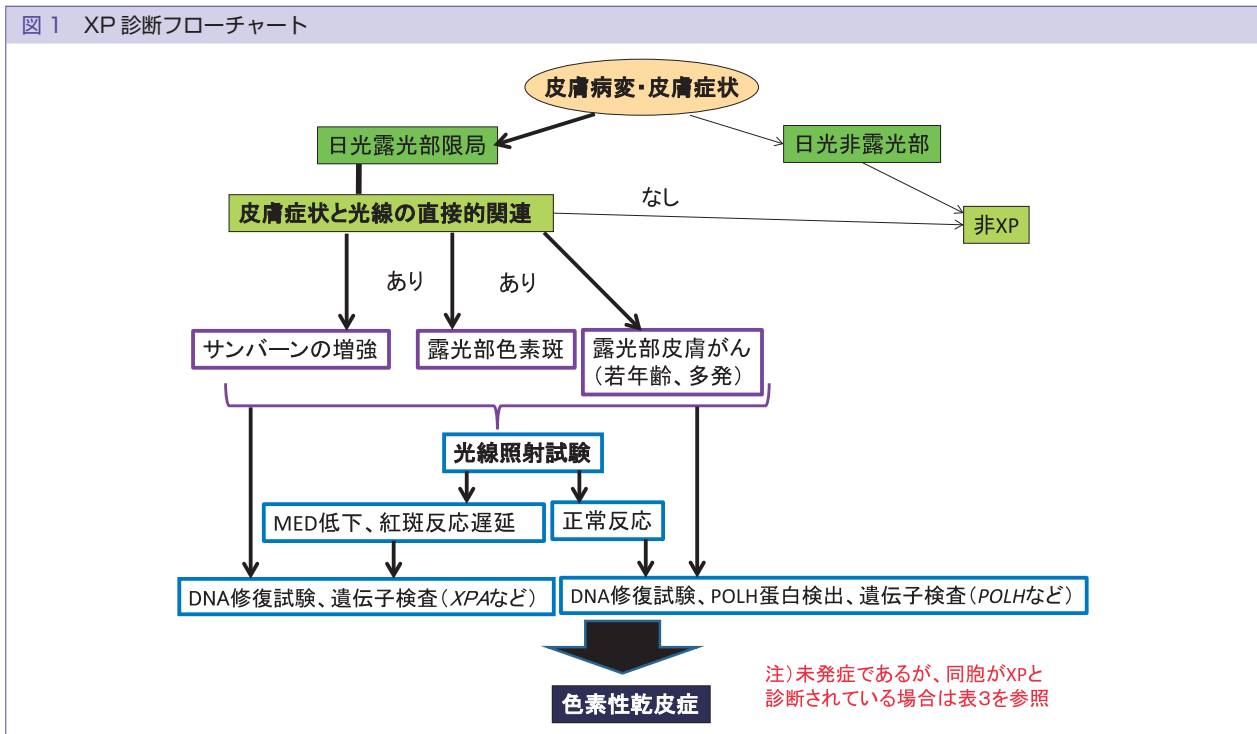 図1 XP診断フローチャート
皮膚病変・皮膚症状
日光露光部限局
日光非露光部
皮膚症状と光線の直接的関連
なし
非XP
あり
あり
サンバーンの増強
露光部色素斑
露光部皮膚がん
（若年齢、多発）
光線照射試験
MED低下、紅斑反応遅延
正常反応
DNA修復試験、遺伝子検査（XPAなど）
DNA修復試験、POLH蛋白検出、遺伝子検査（POLHなど）
色素性乾皮症
注）未発症であるが、同胞がXPと
診断されている場合は表3を参照